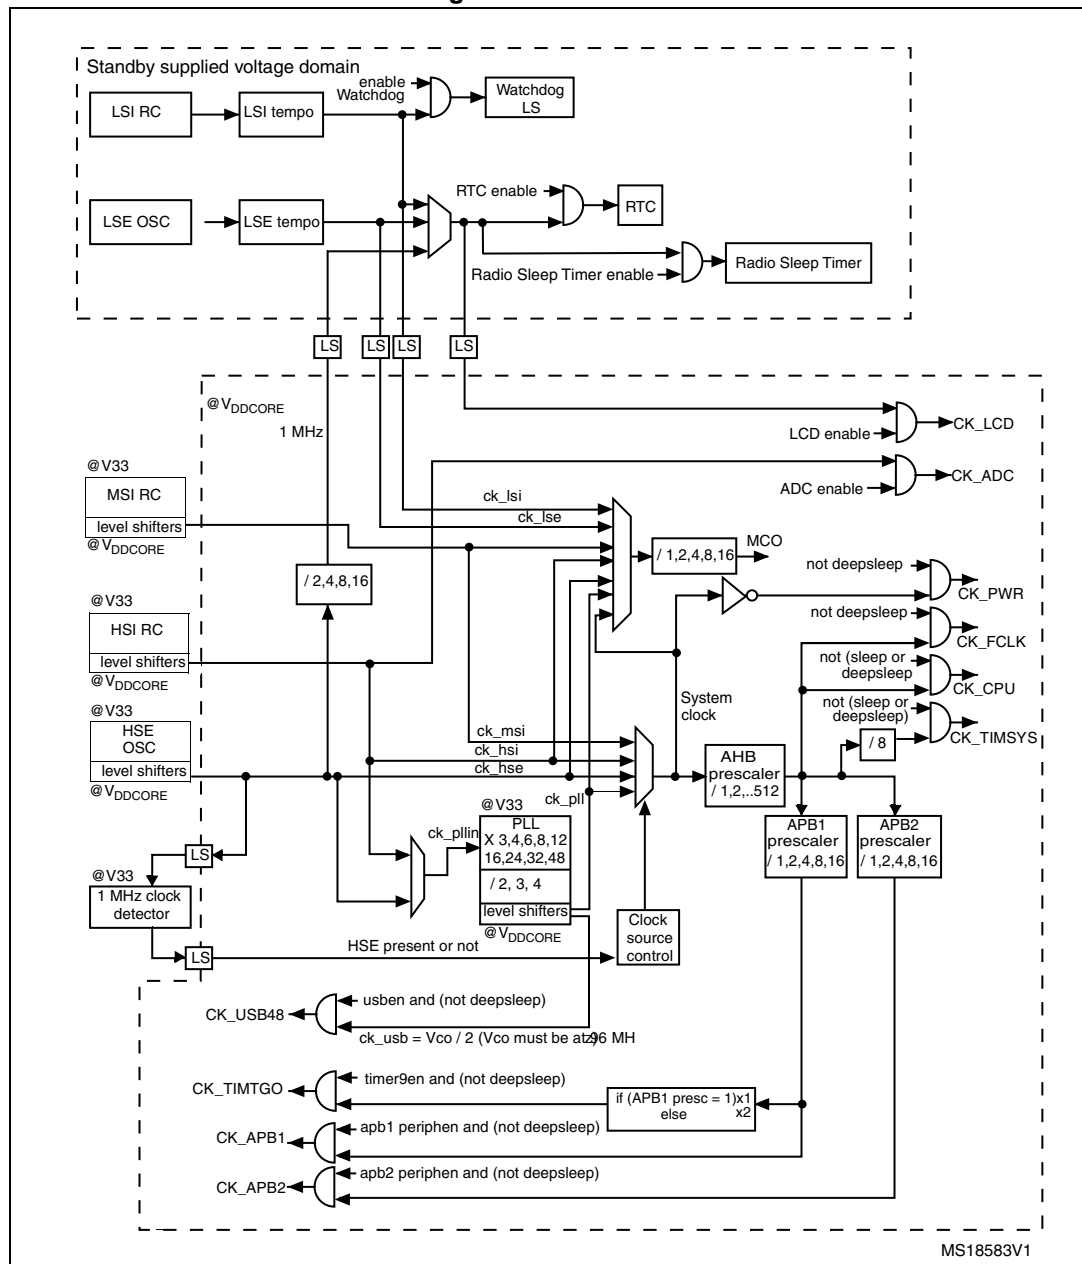 g
Standby supplied voltage domain
enable
Watchdog
Watchdog
LS
LSI RC
LSI tempo
RTC enable
RTC
LSE OSC
LSE tempo
Radio Sleep Timer enable
Radio Sleep Timer
LS
LS
LS
LS
@VDDCORE
1 MHz
LCD enable
CK_LCD
@V33
MSI RC
level shifters
@VDDCORE
ADC enable
CK_ADC
ck_lsi
ck_lse
/ 1,2,4,8,16
MCO
/ 2,4,8,16
not deepsleep
CK_PWR
@V33
HSI RC
level shifters
@VDDCORE
not deepsleep
CK_FCLK
not (sleep or
deepsleep
CK_CPU
System
clock
not (sleep or
deepsleep)
CK_TIMSYS
@V33
HSE
OSC
level shifters
@VDDCORE
ck_msi
ck_hsi
ck_hse
ck_pll
AHB
prescaler
/ 1,2,..512
/ 8
@V33
ck_pllin
PLL
X 3,4,6,8,12
16,24,32,48
/ 2, 3, 4
level shifters
@VDDCORE
APB1
prescaler
/ 1,2,4,8,16
APB2
prescaler
/ 1,2,4,8,16
LS
@V33
1 MHz clock
detector
LS
HSE present or not
Clock
source
control
CK_USB48
usben and (not deepsleep)
ck_usb = Vco / 2 (Vco must be atz)96 MH
CK_TIMTGO
timer9en and (not deepsleep)
if (APB1 presc = 1)x1
else x2
CK_APB1
apb1 periphen and (not deepsleep)
CK_APB2
apb2 periphen and (not deepsleep)
MS18583V1